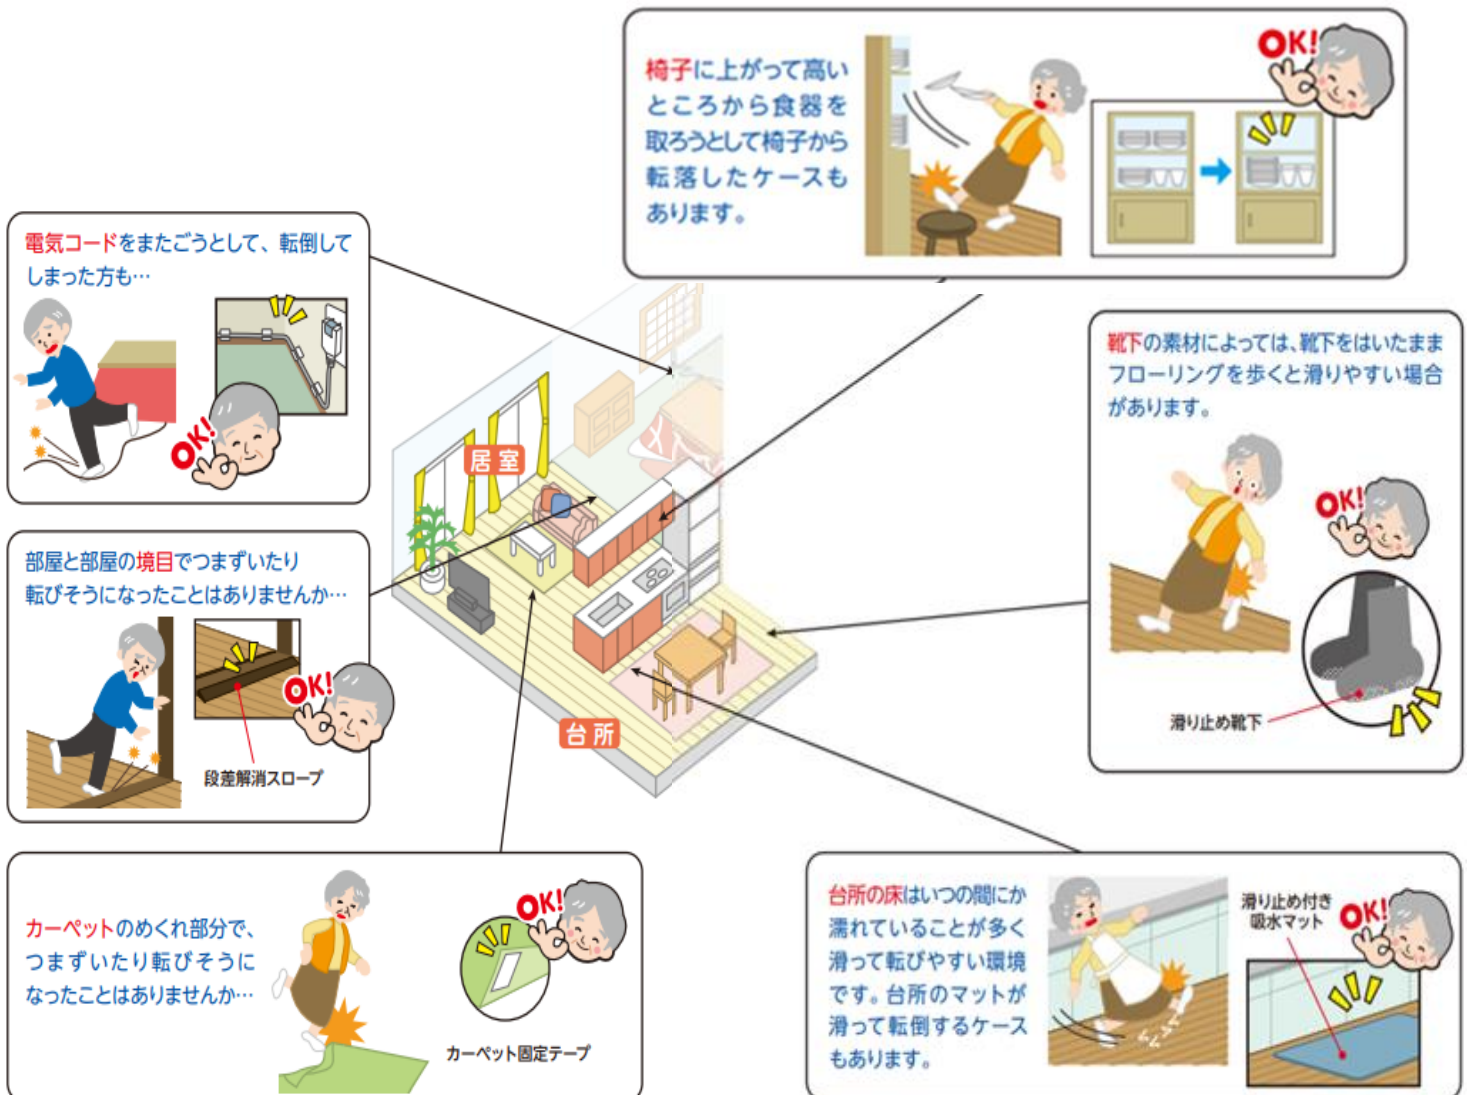 椅子に上がって高い
ところから食器を
取ろうとして椅子から
転落したケースも
あります。
OK!
電気コードをまたごうとして、転倒して
しまった方も…
OK!
靴下の素材によっては、靴下をはいたまま
フローリングを歩くと滑りやすい場合
があります。
OK!
滑り止め靴下
居室
部屋と部屋の境目でつまずいたり
転びそうになったことはありませんか…
OK!
段差解消スロープ
台所
カーペットのめくれ部分で、
つまずいたり転びそうに
なったことはありませんか…
OK!
カーペット固定テープ
台所の床はいつの間にか
濡れていることが多く
滑って転びやすい環境
です。台所のマットが
滑って転倒するケース
もあります。
滑り止め付き
吸水マット
OK!